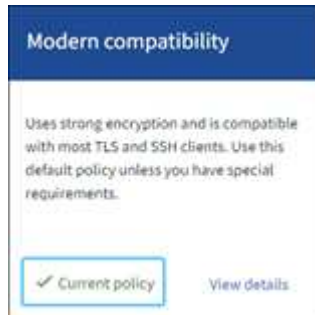 Modern compatibility
Uses strong encryption and is compatible
with most TLS and SSH clients. Use this
default policy unless you have special
requirements.
✓ Current policy
View details